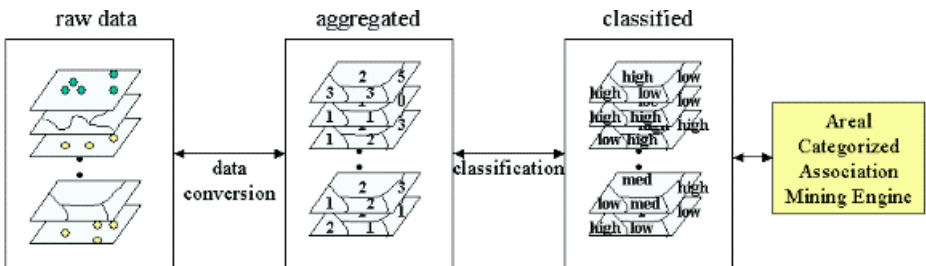 raw data
aggregated
classified
2 5
3 3
0
1 1
3
1 2
2 3
1 2
1
2 1
high low
high low
low
high high
high
low high
med
high
low med
low
high low
data
conversion
classification
Areal
Categorized
Association
Mining Engine